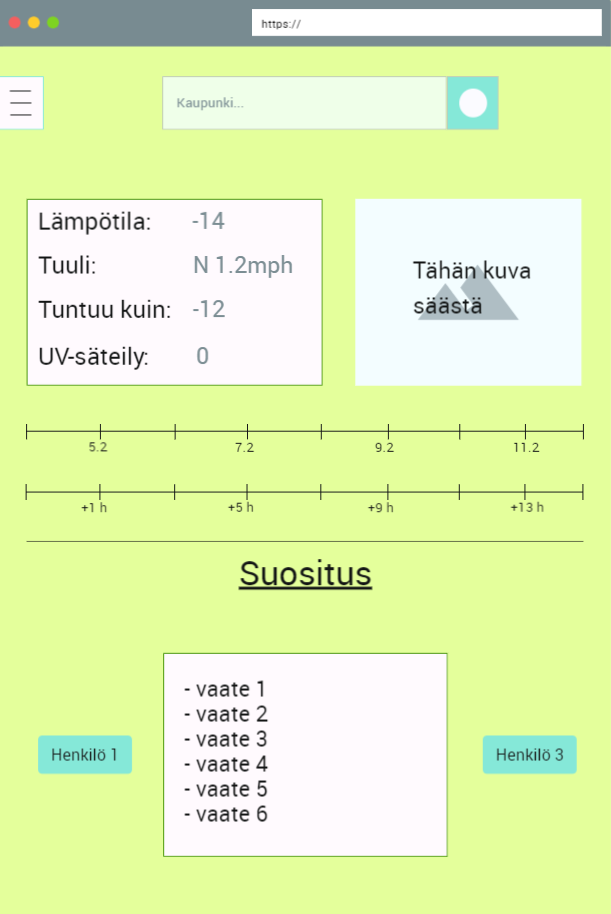 https://
Kaupunki...
Lämpötila: -14
Tuuli: N 1.2mph
Tuntuu kuin: -12
UV-säteily: 0
Tähän kuva
säästä
5.2 7.2 9.2 11.2
+1 h +5 h +9 h +13 h
Suositus
- vaate 1
- vaate 2
- vaate 3
- vaate 4
- vaate 5
- vaate 6
Henkilö 1
Henkilö 3